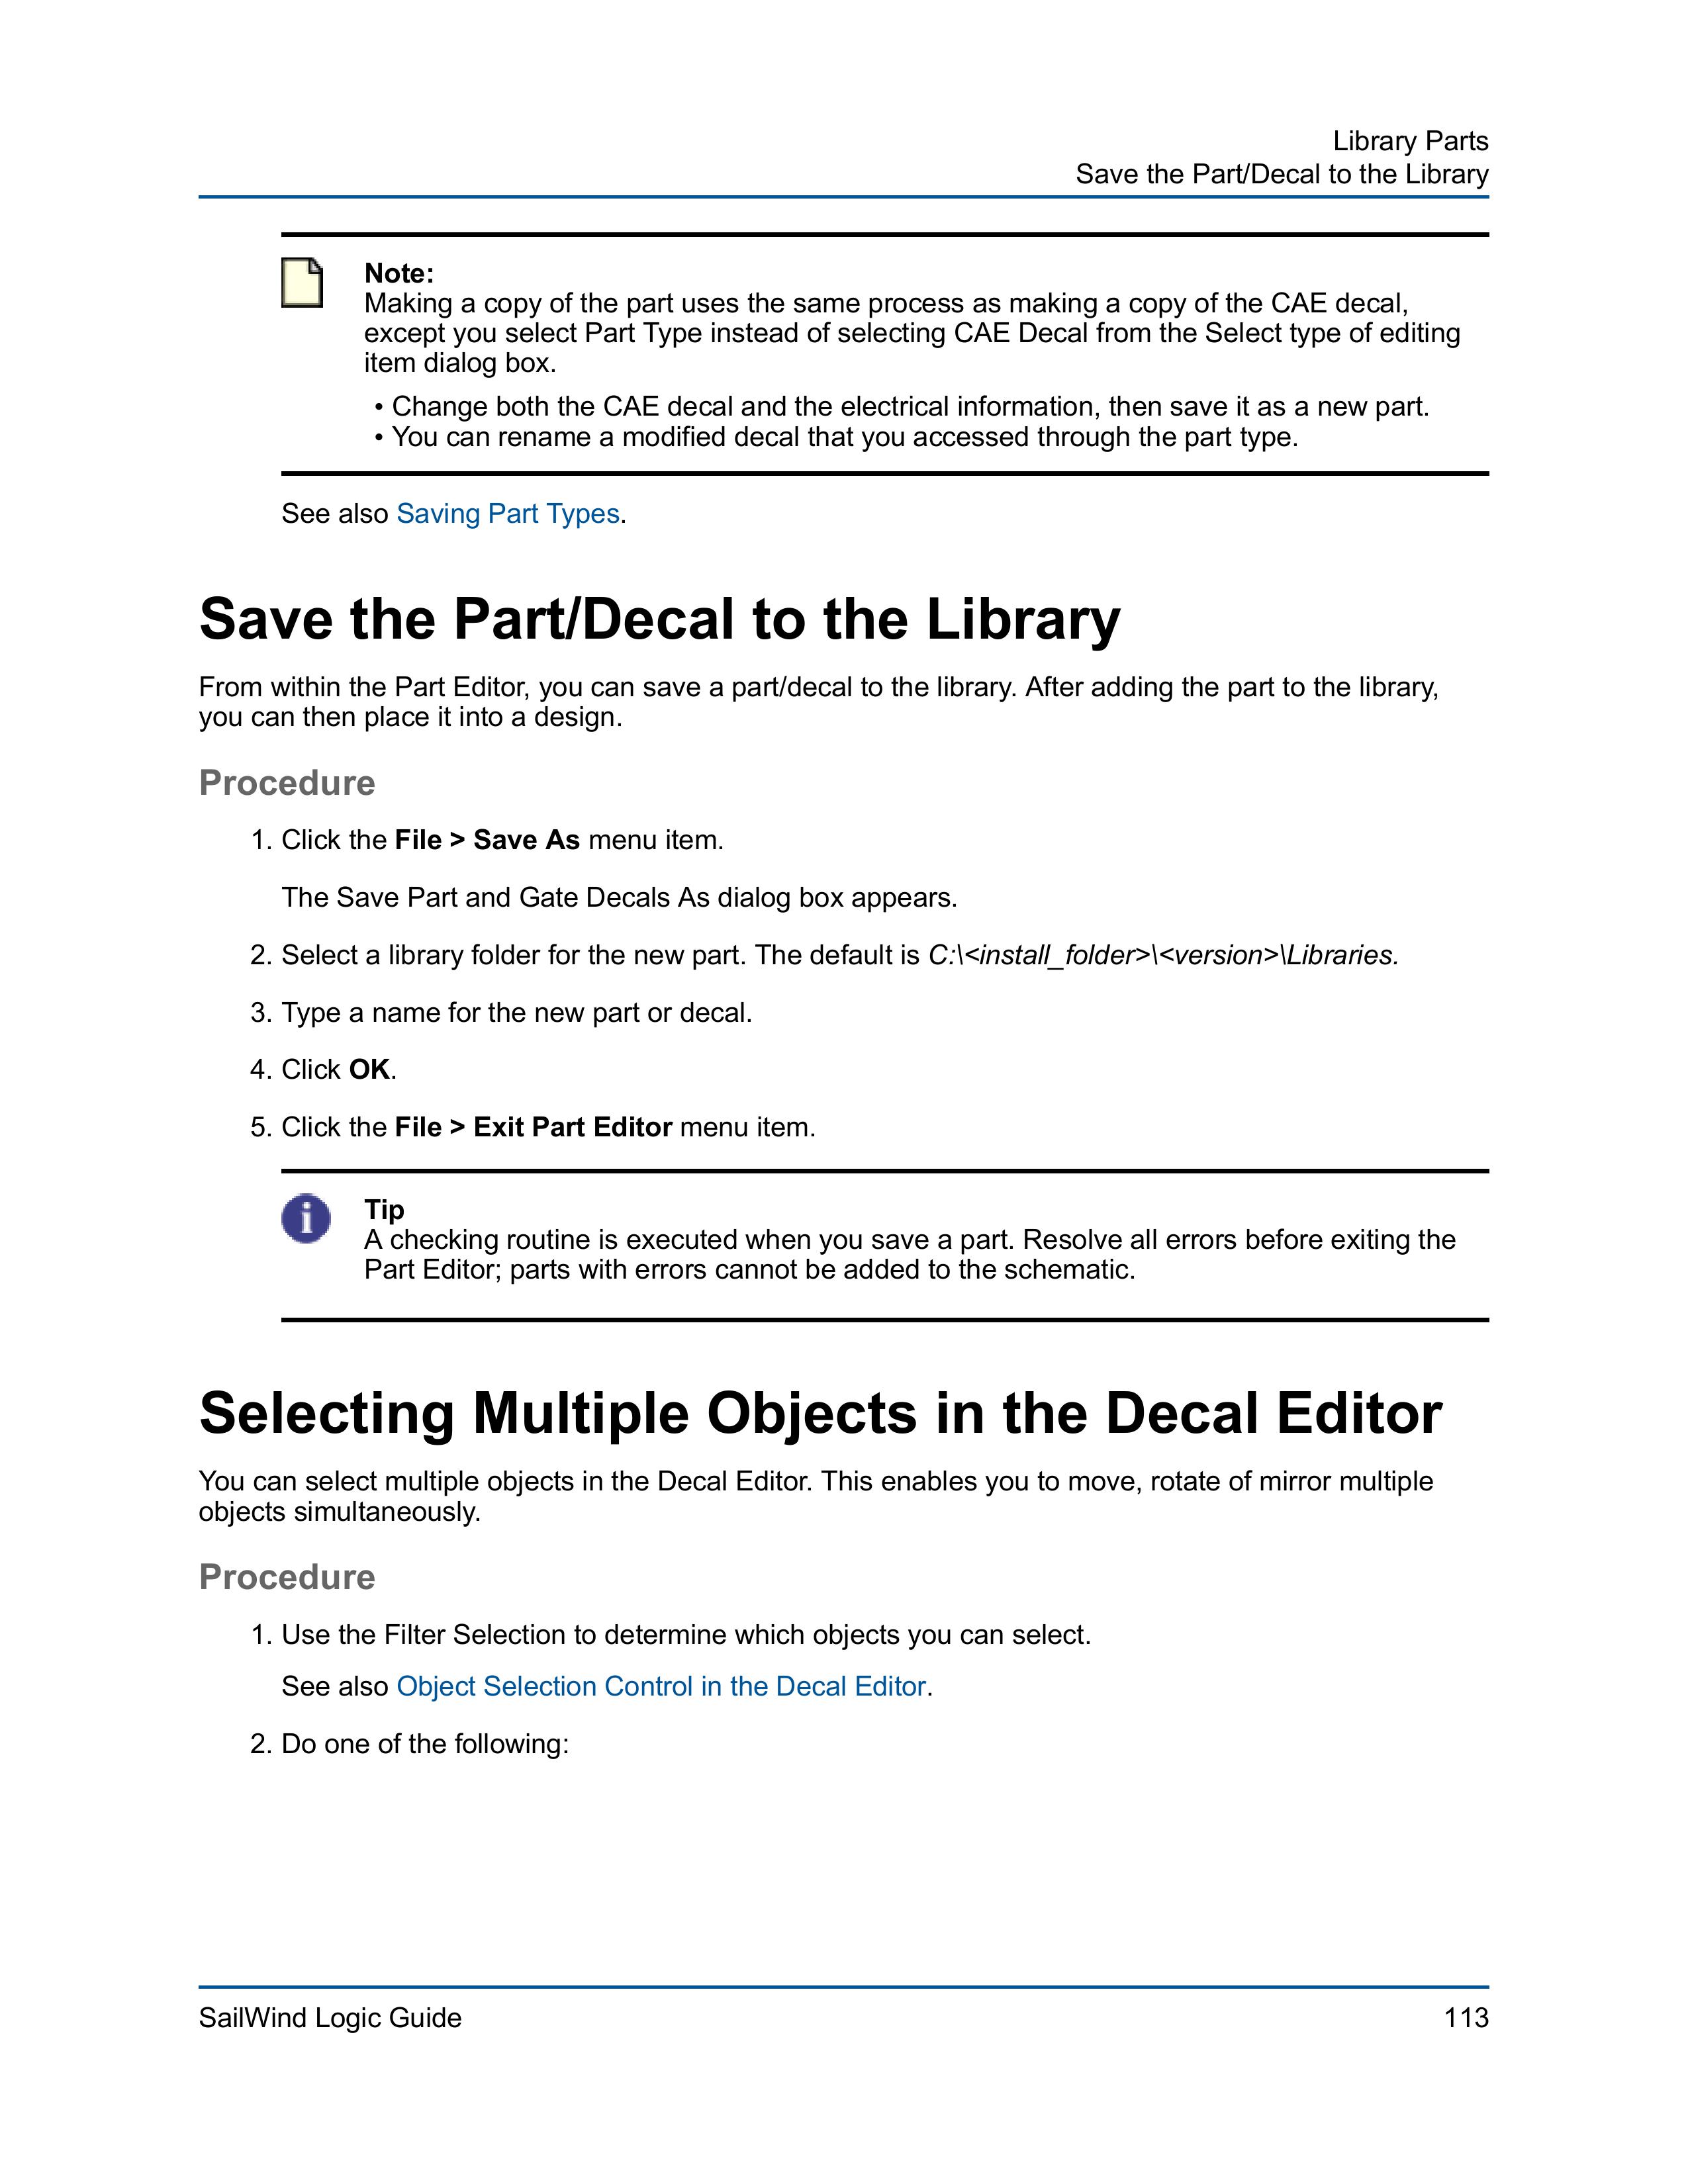 Library Parts
Save the Part/Decal to the Library
Note:
Making a copy of the part uses the same process as making a copy of the CAE decal,
except you select Part Type instead of selecting CAE Decal from the Select type of editing
item dialog box.
• Change both the CAE decal and the electrical information, then save it as a new part.
• You can rename a modified decal that you accessed through the part type.
See also Saving Part Types.
Save the Part/Decal to the Library
From within the Part Editor, you can save a part/decal to the library. After adding the part to the library,
you can then place it into a design.
Procedure
1. Click the File > Save As menu item.
The Save Part and Gate Decals As dialog box appears.
2. Select a library folder for the new part. The default is C:\<install_folder>\<version>\Libraries.
3. Type a name for the new part or decal.
4. Click OK.
5. Click the File > Exit Part Editor menu item.
i
Tip
A checking routine is executed when you save a part. Resolve all errors before exiting the
Part Editor; parts with errors cannot be added to the schematic.
Selecting Multiple Objects in the Decal Editor
You can select multiple objects in the Decal Editor. This enables you to move, rotate of mirror multiple
objects simultaneously.
Procedure
1. Use the Filter Selection to determine which objects you can select.
See also Object Selection Control in the Decal Editor.
2. Do one of the following:
SailWind Logic Guide
113